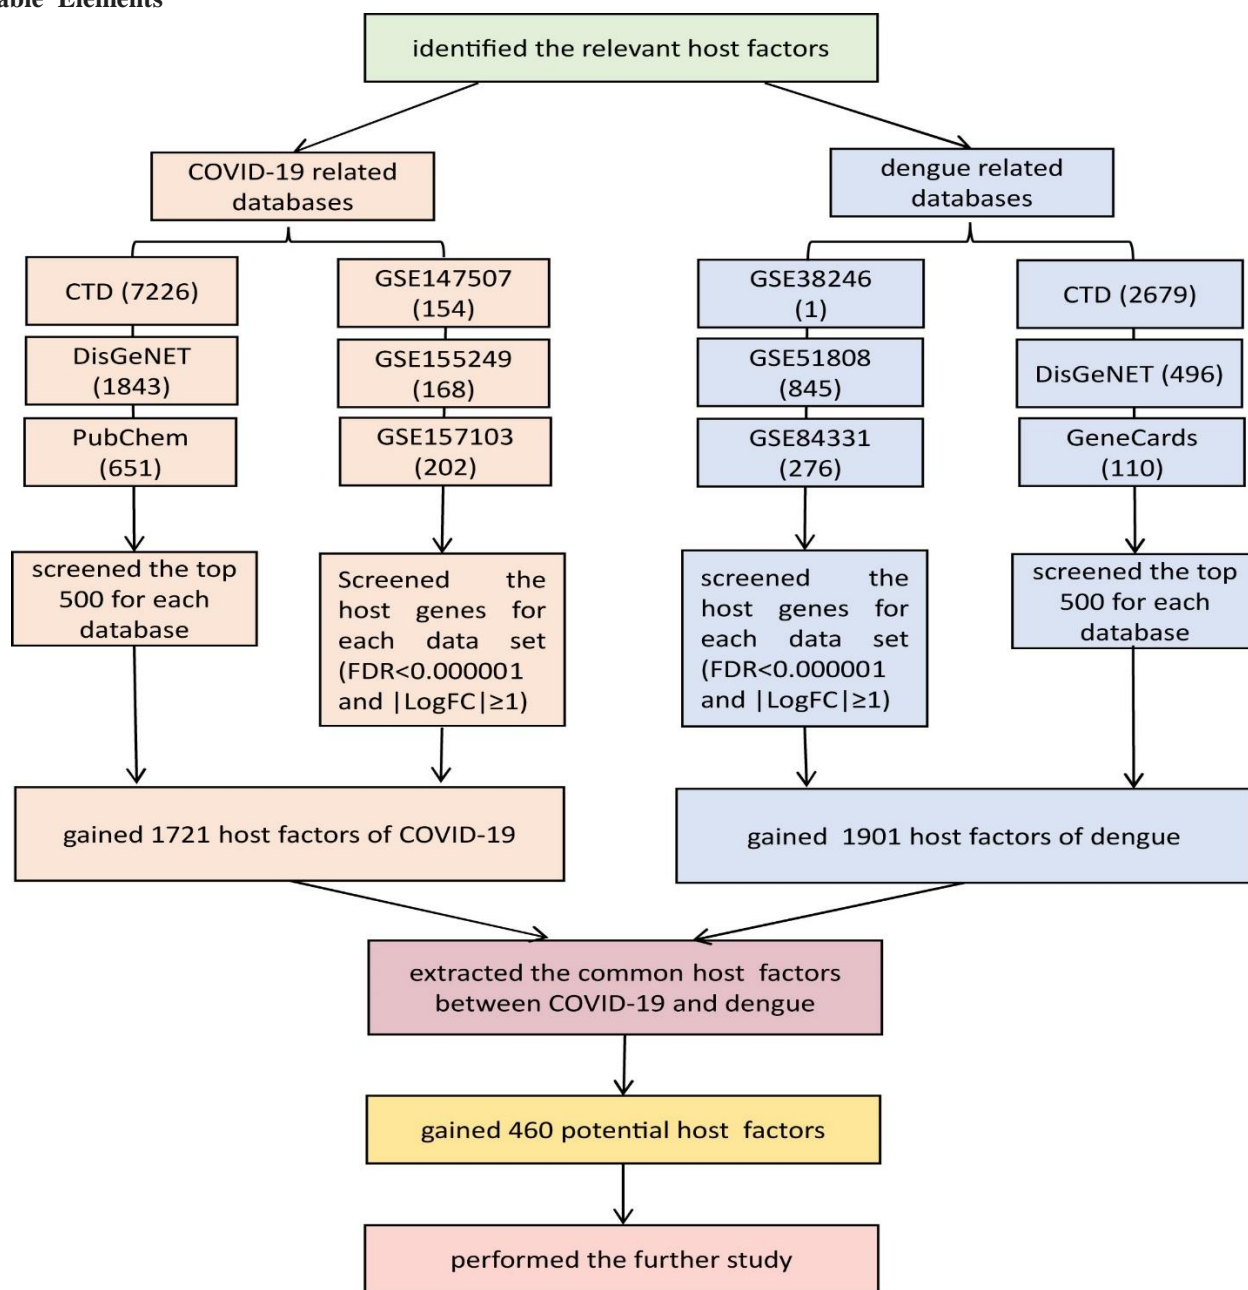 able Elements
identified the relevant host factors
COVID-19 related
databases
dengue related
databases
CTD (7226)
DisGeNET
(1843)
PubChem
(651)
GSE147507
(154)
GSE155249
(168)
GSE157103
(202)
GSE38246
(1)
GSE51808
(845)
GSE84331
(276)
CTD (2679)
DisGeNET (496)
GeneCards
(110)
screened the top
500 for each
database
Screened the
host genes for
each data set
(FDR<0.000001
and |LogFC|≥1)
screened the
host genes for
each data set
(FDR<0.000001
and |LogFC|≥1)
screened the top
500 for each
database
gained 1721 host factors of COVID-19
gained 1901 host factors of dengue
extracted the common host factors
between COVID-19 and dengue
gained 460 potential host factors
performed the further study